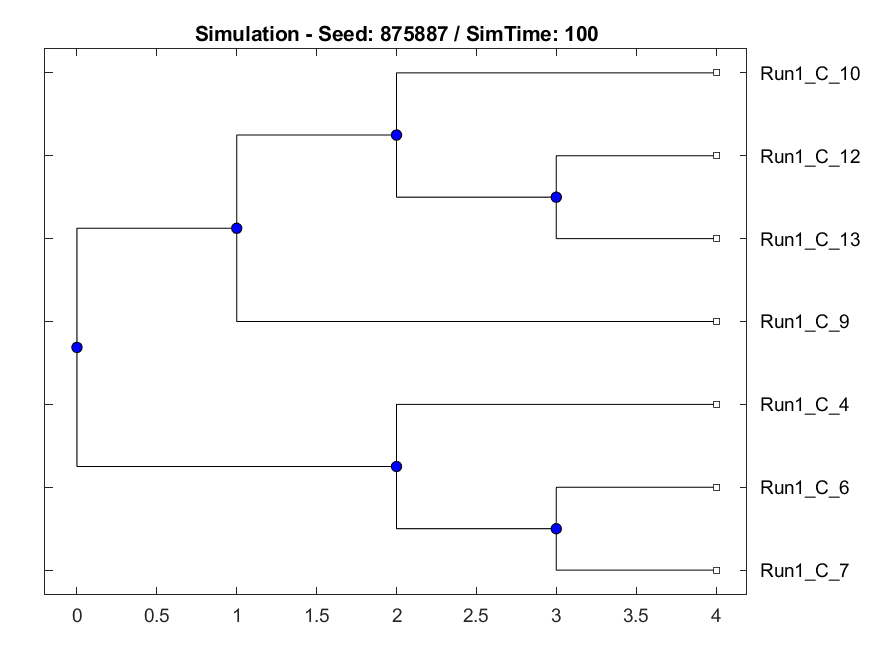 Simulation - Seed: 875887 / SimTime: 100
Run1_C_10
Run1_C_12
Run1_C_13
Run1_C_9
Run1_C_4
Run1_C_6
Run1_C_7
0 0.5 1 1.5 2 2.5 3 3.5 4